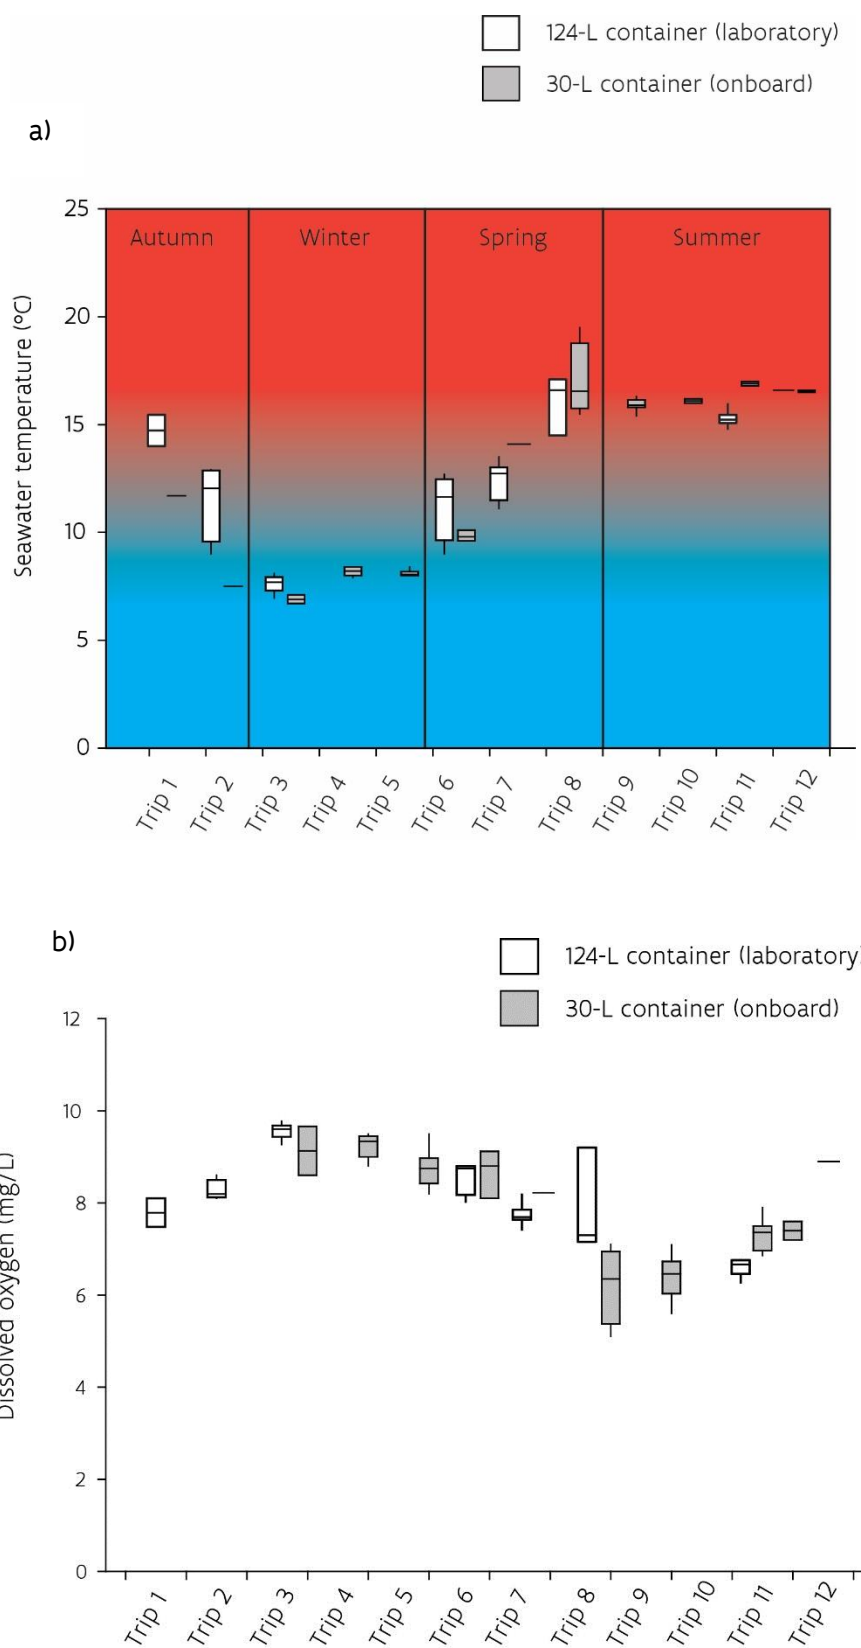 124-L container (laboratory)
30-L container (onboard)
a)
25
20
15
10
5
0
Seawater temperature (ºC)
Autumn Winter Spring Summer
Trip 1 Trip 2 Trip 3 Trip 4 Trip 5 Trip 6 Trip 7 Trip 8 Trip 9 Trip 10 Trip 11 Trip 12
b)
124-L container (laboratory)
30-L container (onboard)
12
10
8
6
4
2
0
Dissolved oxygen (mg/L)
Trip 1 Trip 2 Trip 3 Trip 4 Trip 5 Trip 6 Trip 7 Trip 8 Trip 9 Trip 10 Trip 11 Trip 12